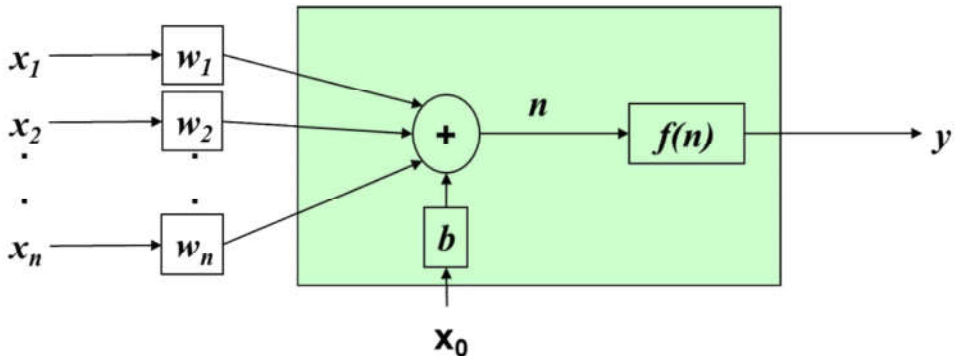 x₁ w₁
n
x₂ w₂ + f(n) y
. .
. .
xₙ wₙ b
x₀